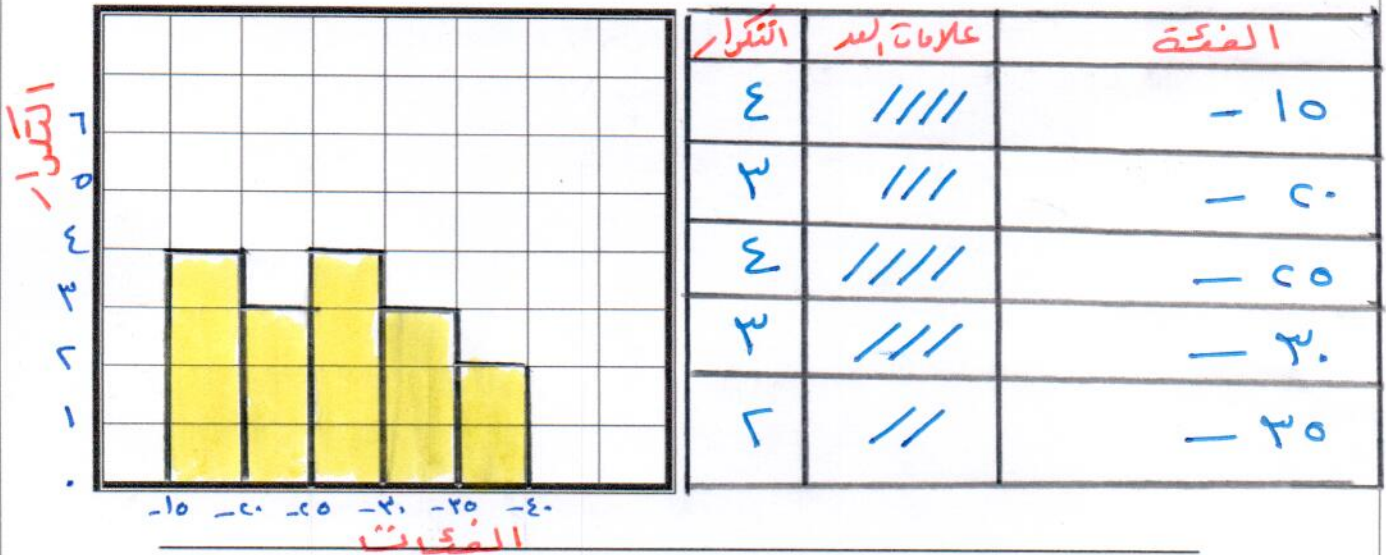 الفئة علامات العد التكرار
١٥ – //// ٤
٢٠ – /// ٣
٢٥ – //// ٤
٣٠ – /// ٣
٣٥ – // ٢
التكرار
٦
٥
٤
٣
٢
١
٠
١٥– ٢٠– ٢٥– ٣٠– ٣٥– ٤٠–
الفئات